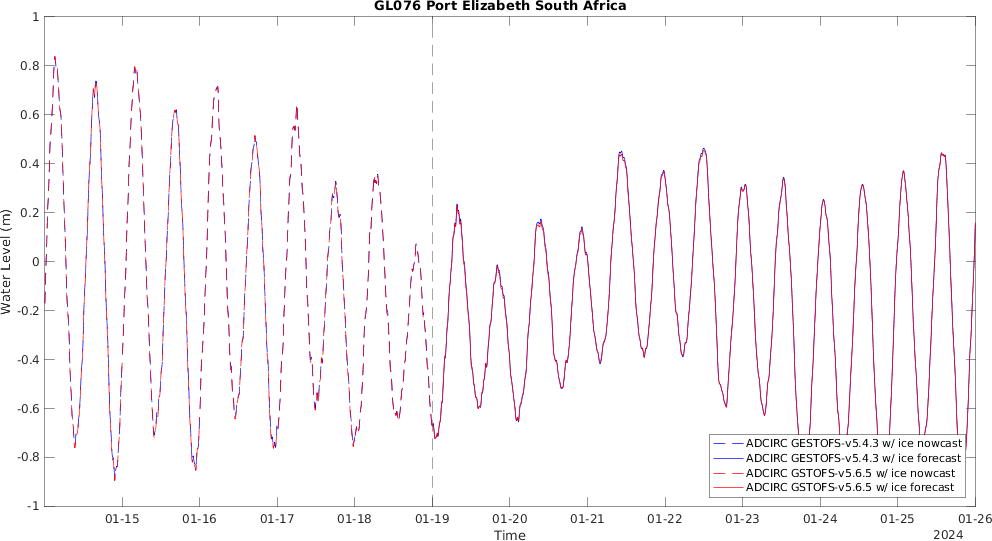 GL076 Port Elizabeth South Africa
1
0.8
0.6
0.4
0.2
0
-0.2
-0.4
-0.6
-0.8
-1
Water Level (m)
ADCIRC GESTOFS-v5.4.3 w/ ice nowcast
ADCIRC GESTOFS-v5.4.3 w/ ice forecast
ADCIRC GSTOFS-v5.6.5 w/ ice nowcast
ADCIRC GSTOFS-v5.6.5 w/ ice forecast
01-15 01-16 01-17 01-18 01-19 01-20 01-21 01-22 01-23 01-24 01-25 01-26
Time
2024